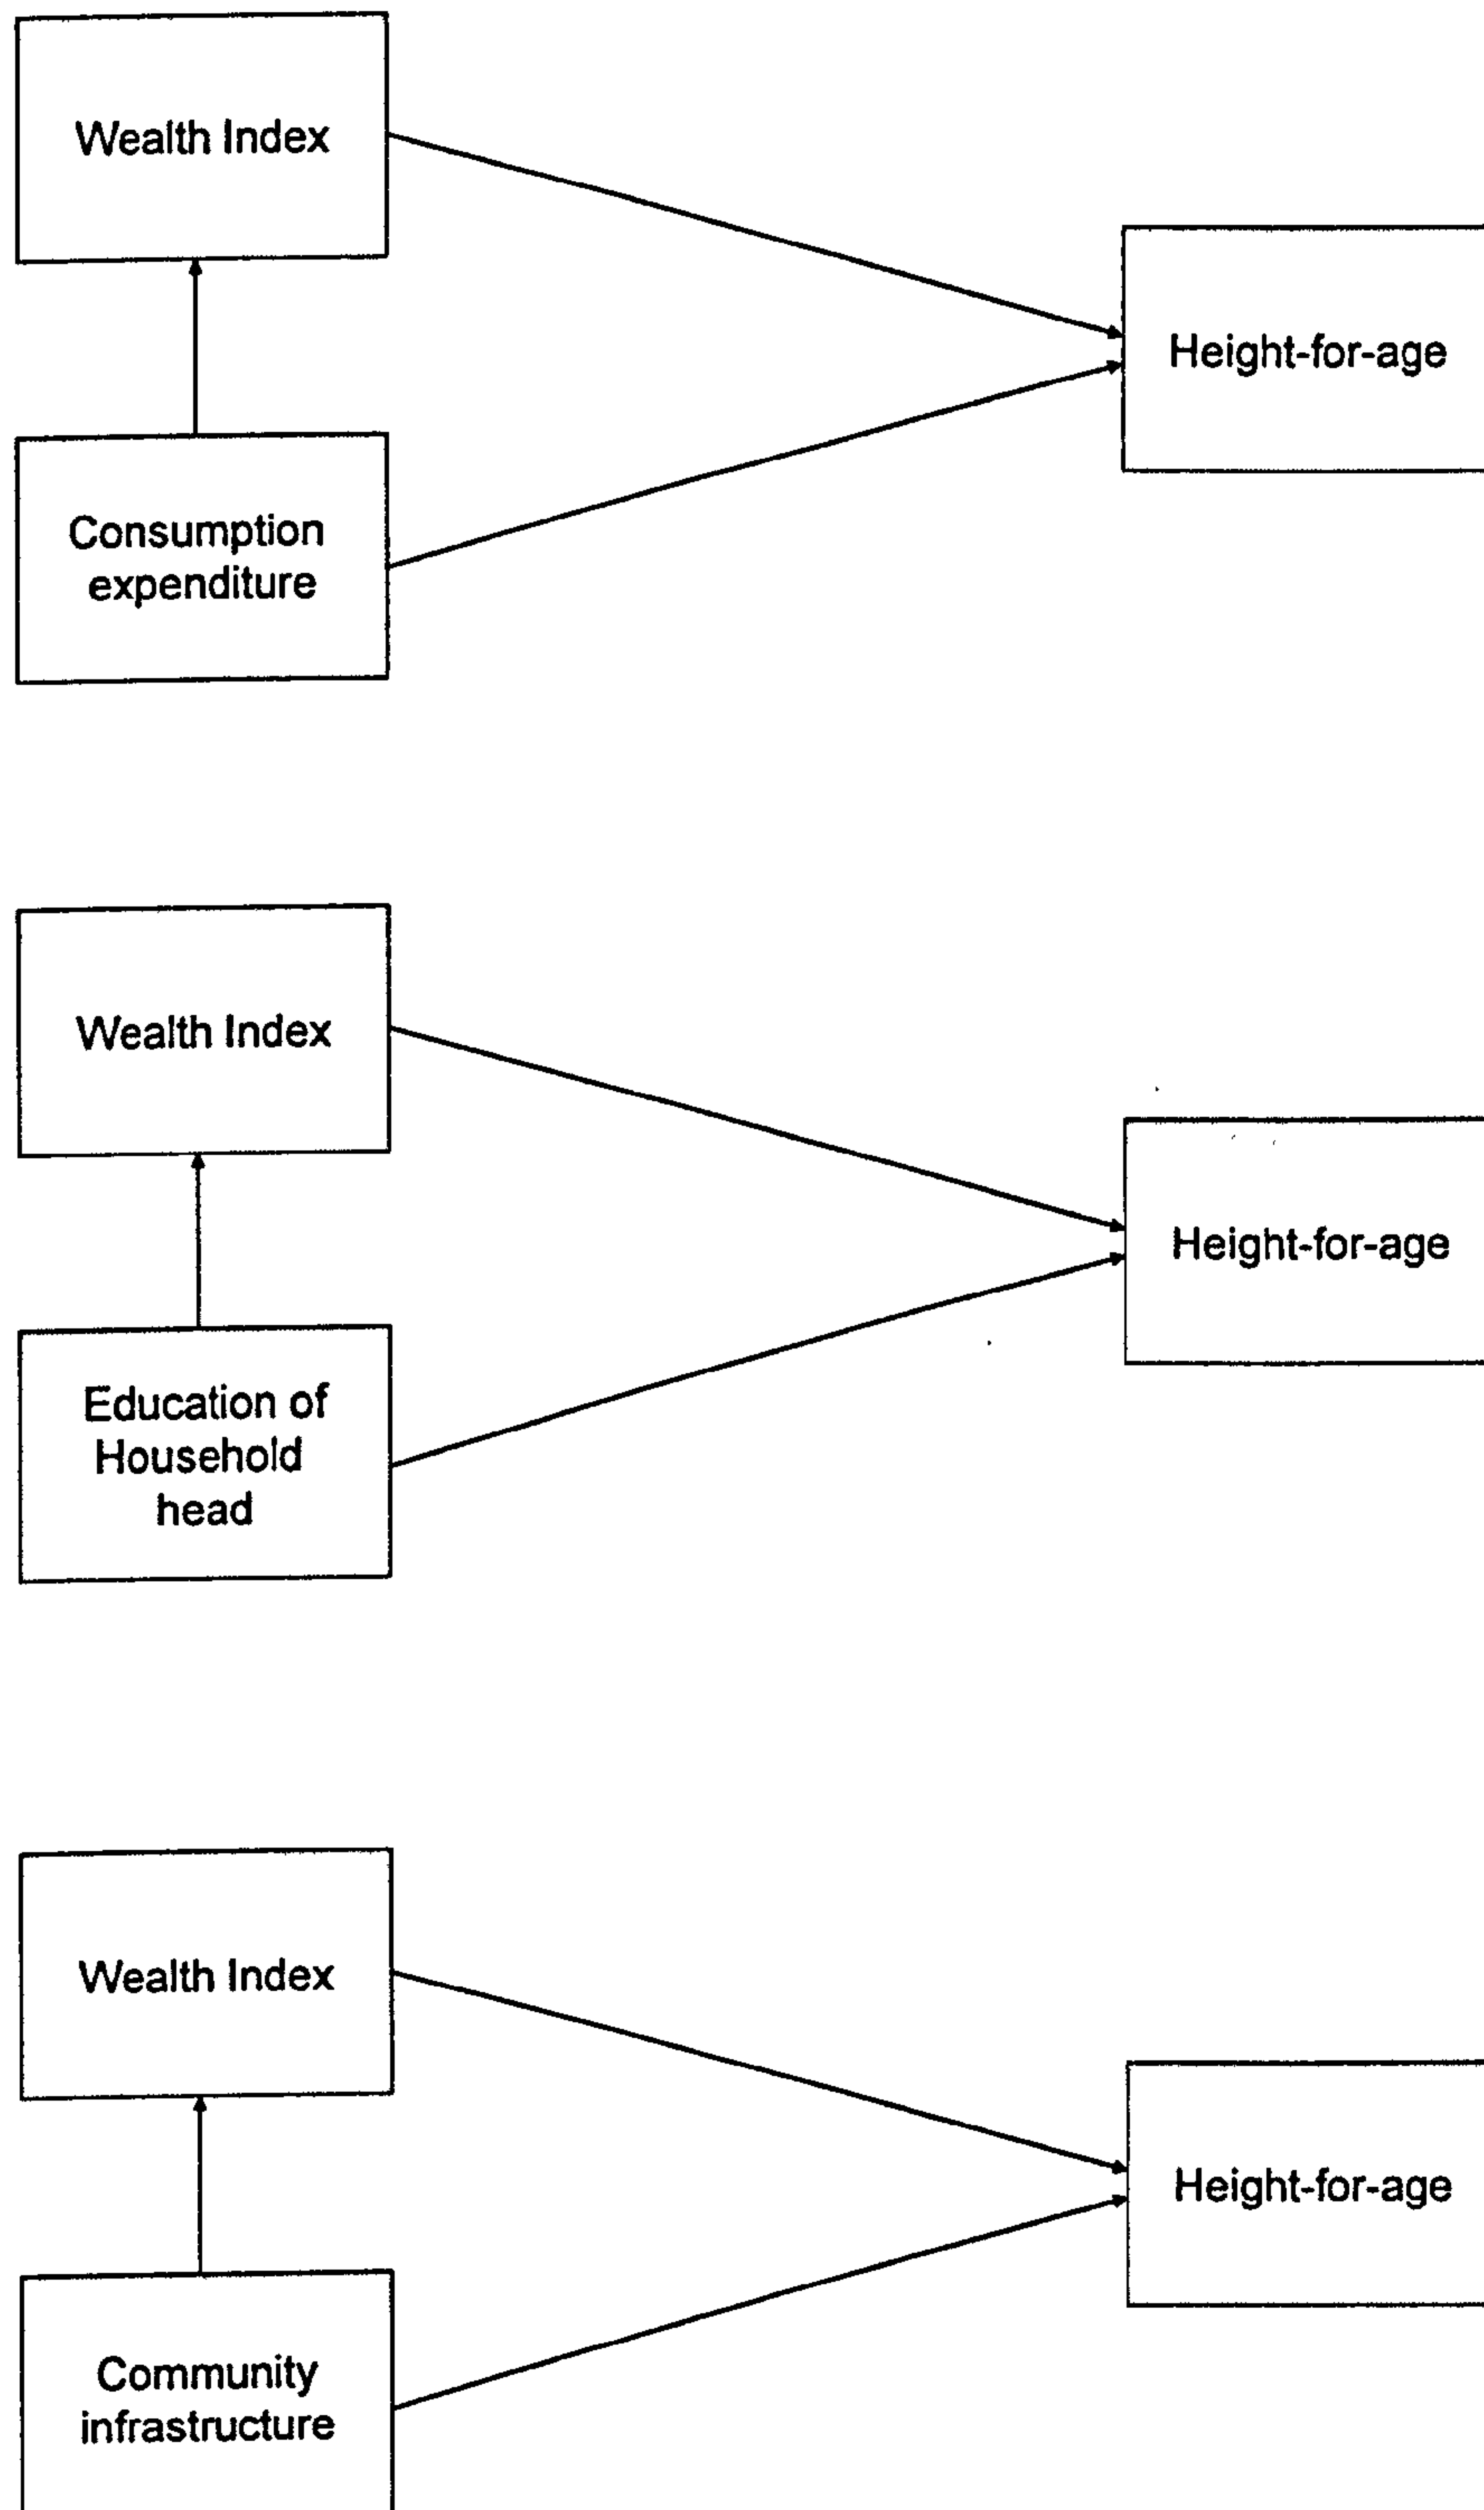 Wealth Index
Height-for-age
Consumption
expenditure
Wealth Index
Height-for-age
Education of
Household
head
Wealth Index
Height-for-age
Community
infrastructure